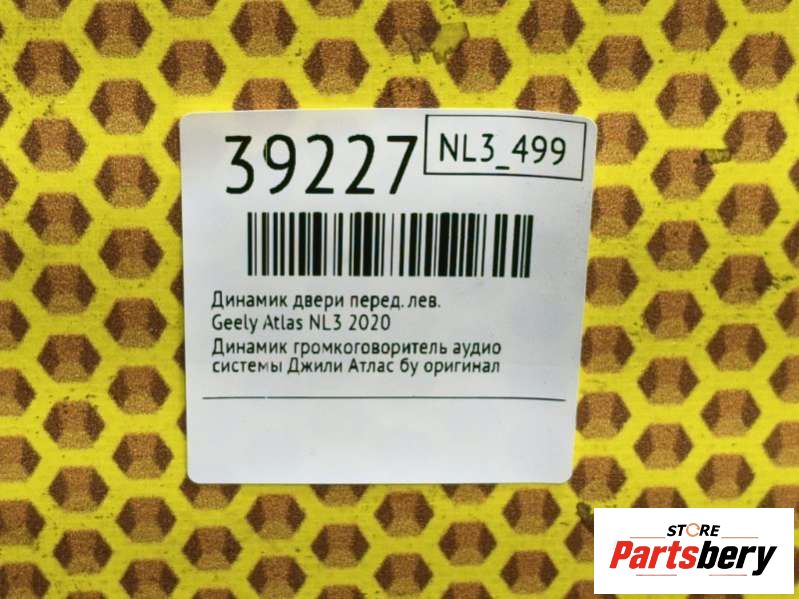 39227
NL3_499
Динамик двери перед. лев.
Geely Atlas NL3 2020
Динамик громкоговоритель аудио
системы Джили Атлас бу оригинал
STORE
Partsbery